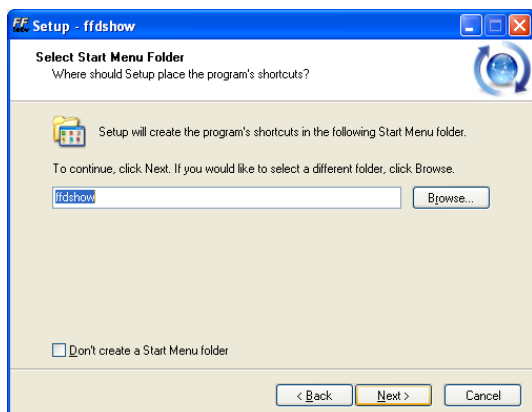 Setup - ffdshow
Select Start Menu Folder
Where should Setup place the program's shortcuts?
Setup will create the program's shortcuts in the following Start Menu folder.
To continue, click Next. If you would like to select a different folder, click Browse.
ffdshow
Browse...
Don't create a Start Menu folder
< Back
Next >
Cancel